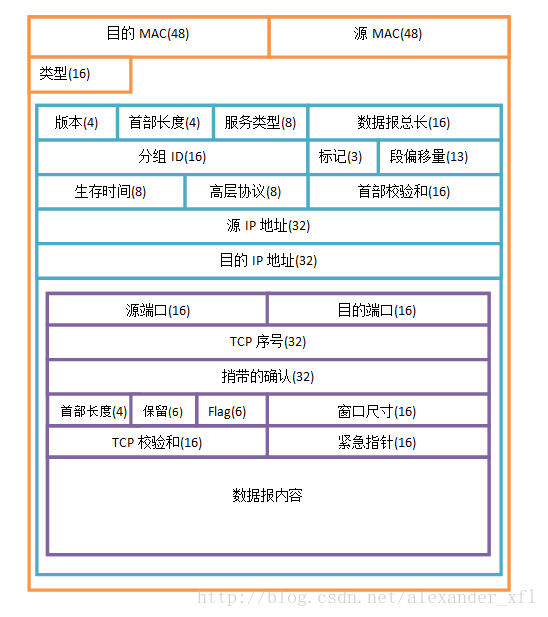 目的 MAC(48) 源 MAC(48)
类型(16)
版本(4) 首部长度(4) 服务类型(8) 数据报总长(16)
分组 ID(16) 标记(3) 段偏移量(13)
生存时间(8) 高层协议(8) 首部校验和(16)
源 IP 地址(32)
目的 IP 地址(32)
源端口(16) 目的端口(16)
TCP 序号(32)
捎带的确认(32)
首部长度(4) 保留(6) Flag(6) 窗口尺寸(16)
TCP 校验和(16) 紧急指针(16)
数据报内容
http://blog.csdn.net/alexander_xfl